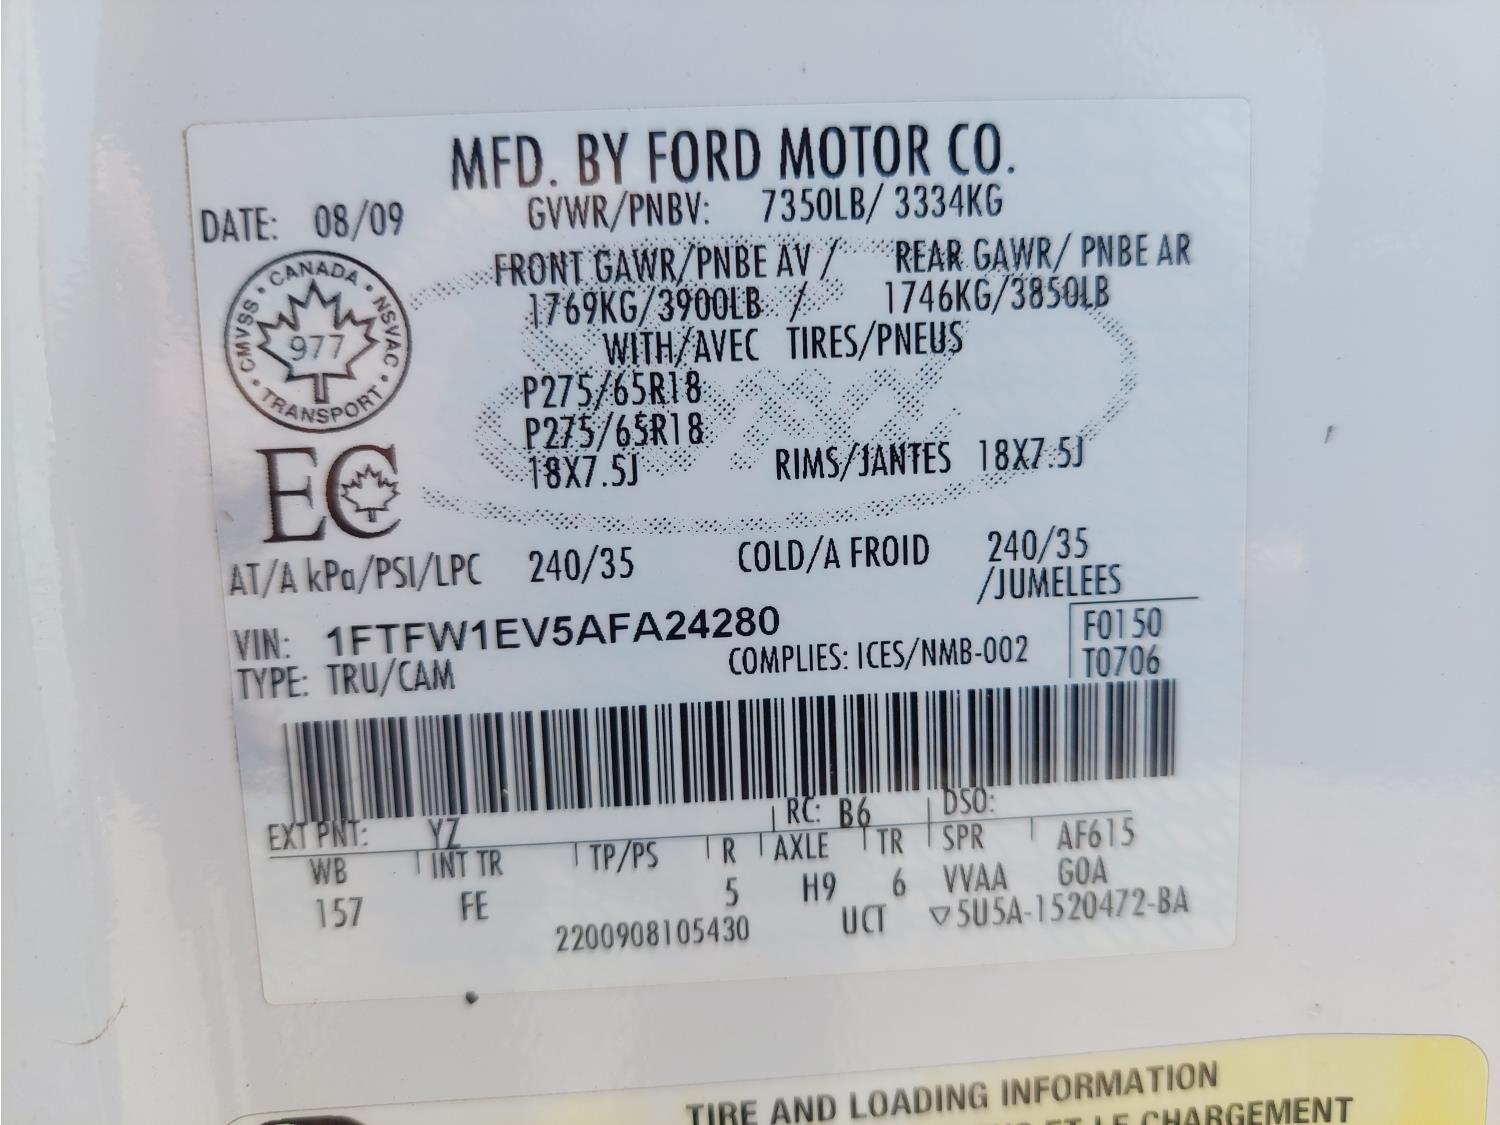 MFD. BY FORD MOTOR CO.
DATE: 08/09 GVWR/PNBV: 7350LB/ 3334KG
FRONT GAWR/PNBE AV / REAR GAWR/ PNBE AR
1769KG/3900LB / 1746KG/3850LB
CMVSS • CANADA • NSVAC • TRANSPORT •
977
WITH/AVEC TIRES/PNEUS
P275/65R18
P275/65R18
18X7.5J RIMS/JANTES 18X7.5J
EC
AT/A kPa/PSI/LPC 240/35 COLD/A FROID 240/35
/JUMELEES
VIN: 1FTFW1EV5AFA24280 F0150
TYPE: TRU/CAM COMPLIES: ICES/NMB-002 T0706
EXT PNT: YZ RC: B6 DSO:
WB INT TR TP/PS R AXLE TR SPR AF615
157 FE 5 H9 6 VVAA GOA
2200908105430 UCT ▽5U5A-1520472-BA
TIRE AND LOADING INFORMATION
ET LE CHARGEMENT